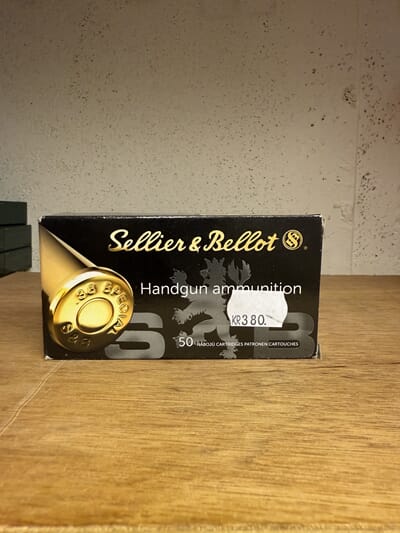 Sellier & Bellot
Handgun ammunition
.38 SPECIAL
S&B
KR380.
S B
50 NÁBOJŮ CARTRIDGES PATRONEN CARTOUCHES